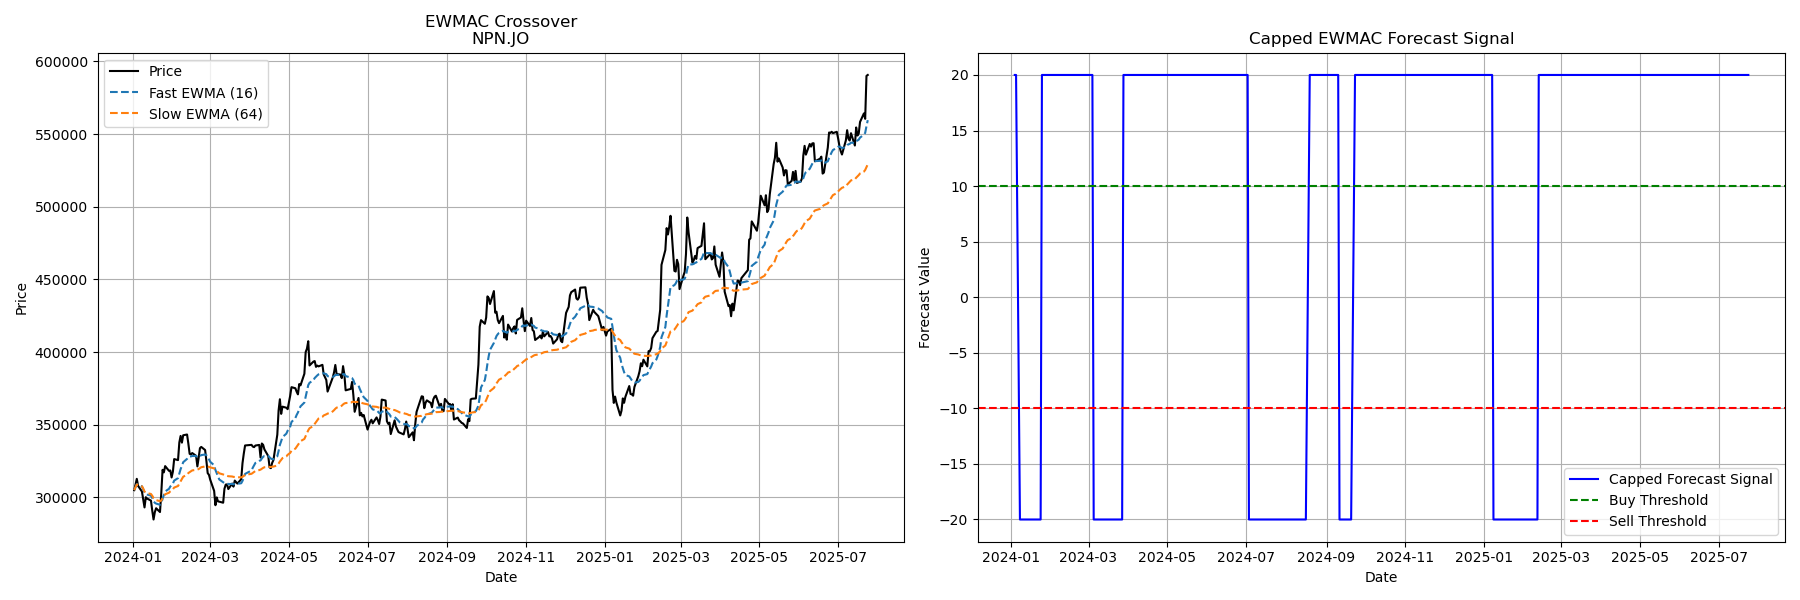 EWMAC Crossover
NPN.JO
Price
Fast EWMA (16)
Slow EWMA (64)
600000
550000
500000
450000
400000
350000
300000
Price
2024-01
2024-03
2024-05
2024-07
2024-09
2024-11
2025-01
2025-03
2025-05
2025-07
Date
Capped EWMAC Forecast Signal
20
15
10
5
0
−5
−10
−15
−20
Forecast Value
Capped Forecast Signal
Buy Threshold
Sell Threshold
2024-01
2024-03
2024-05
2024-07
2024-09
2024-11
2025-01
2025-03
2025-05
2025-07
Date